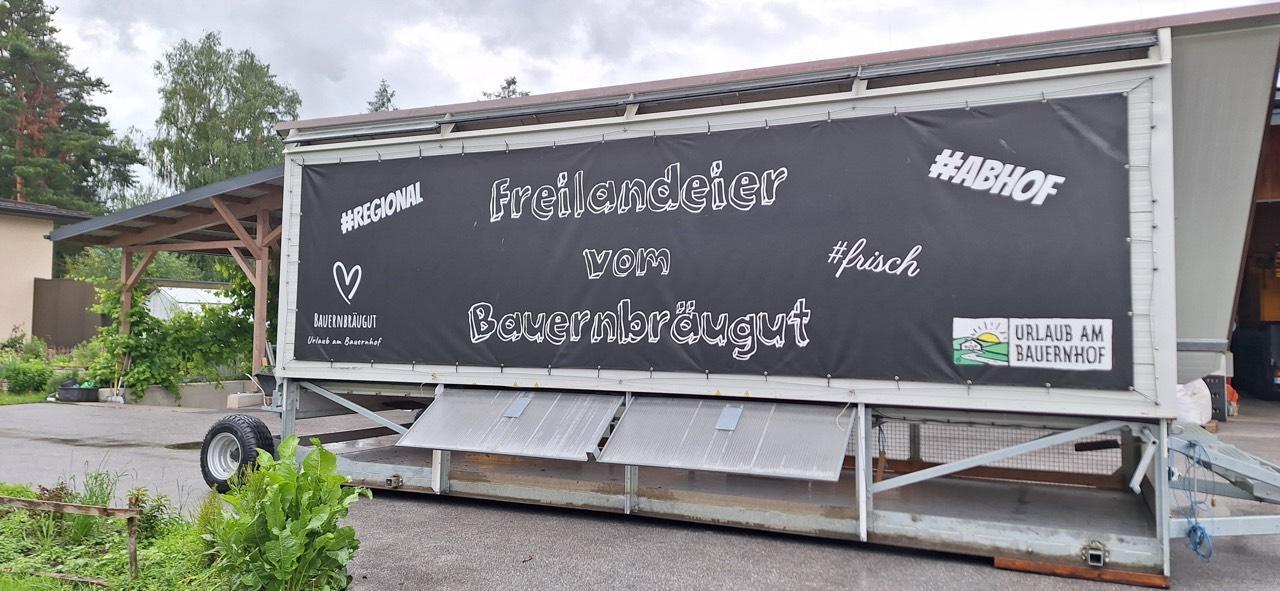 #REGIONAL
Freilandeier
#ABHOF
vom
#frisch
BAUERNBRÄUGUT
Urlaub am Bauernhof
Bauernbräugut
URLAUB AM
BAUERNHOF